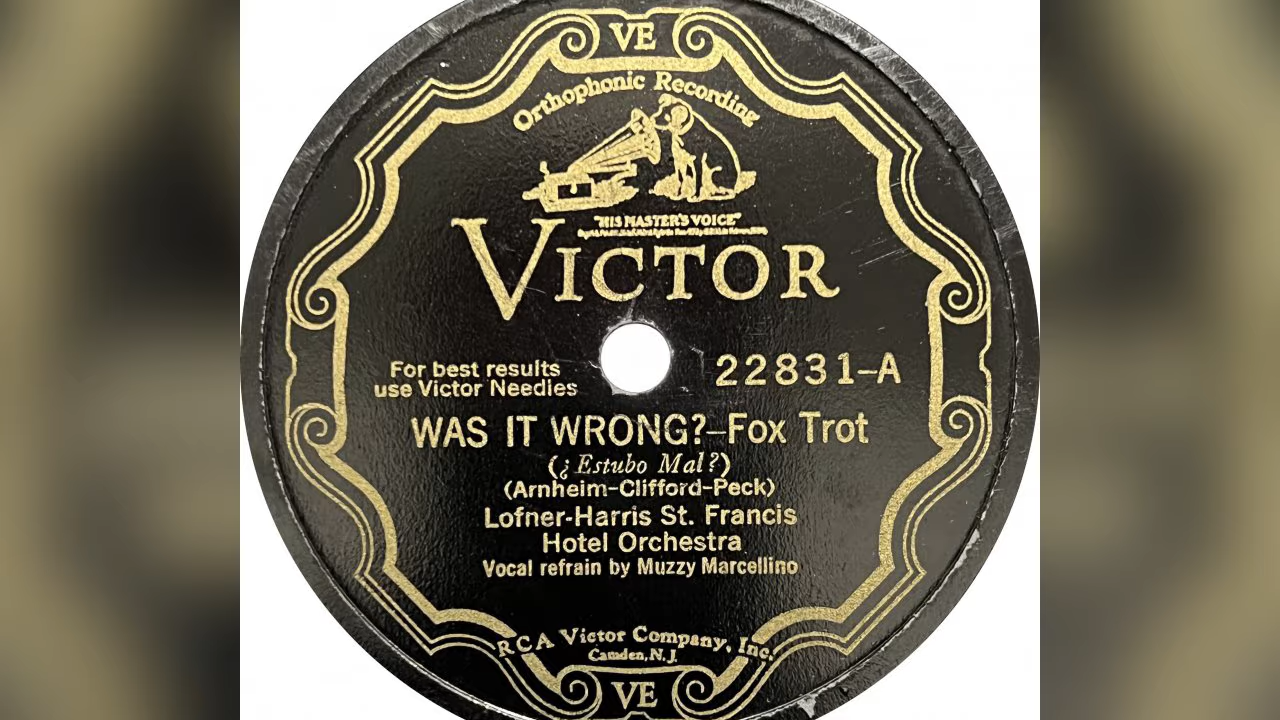 VE
Orthophonic Recording
"HIS MASTER'S VOICE"
VICTOR
For best results
use Victor Needles
22831-A
WAS IT WRONG?-Fox Trot
(¿Estubo Mal?)
(Arnheim-Clifford-Peck)
Lofner-Harris St. Francis
Hotel Orchestra
Vocal refrain by Muzzy Marcellino
RCA Victor Company, Inc.
Camden, N.J.
VE